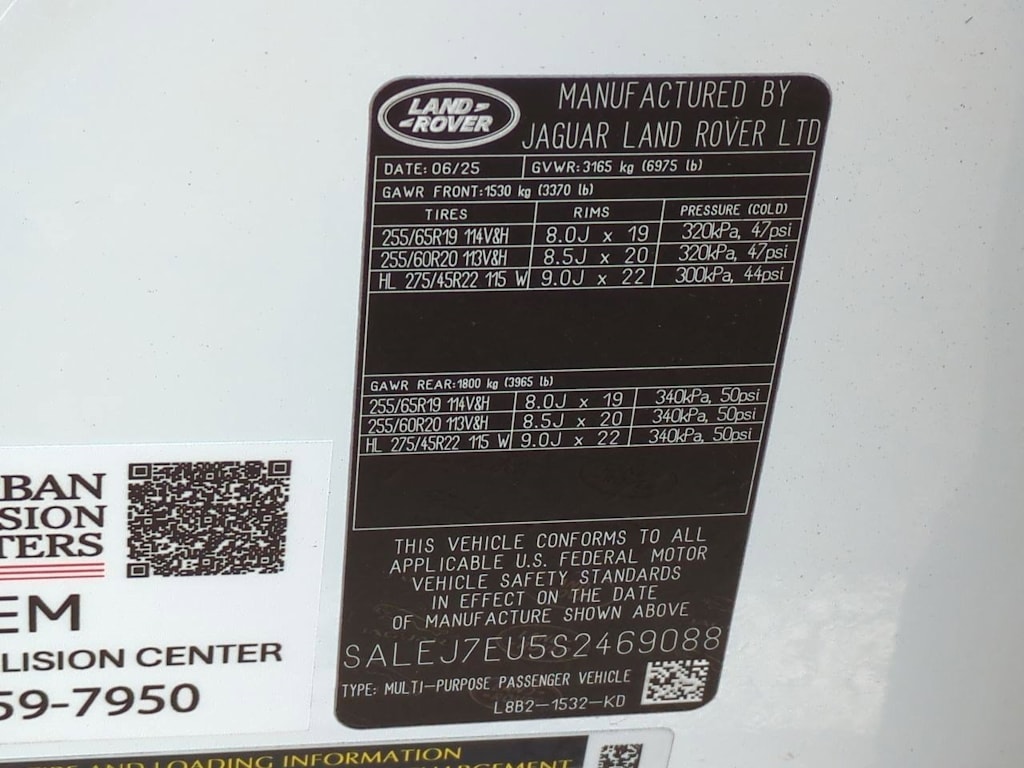 LAND-
-ROVER
MANUFACTURED BY
JAGUAR LAND ROVER LTD
DATE: 06/25 GVWR: 3165 kg (6975 lb)
GAWR FRONT: 1530 kg (3370 lb)
TIRES RIMS PRESSURE (COLD)
255/65R19 114V&H 8.0J x 19 320kPa, 47psi
255/60R20 113V&H 8.5J x 20 320kPa, 47psi
HL 275/45R22 115 W 9.0J x 22 300kPa, 44psi
GAWR REAR: 1800 kg (3965 lb)
255/65R19 114V&H 8.0J x 19 340kPa, 50psi
255/60R20 113V&H 8.5J x 20 340kPa, 50psi
HL 275/45R22 115 W 9.0J x 22 340kPa, 50psi
THIS VEHICLE CONFORMS TO ALL
APPLICABLE U.S. FEDERAL MOTOR
VEHICLE SAFETY STANDARDS
IN EFFECT ON THE DATE
OF MANUFACTURE SHOWN ABOVE
SALEJ7EU5S2469088
TYPE: MULTI-PURPOSE PASSENGER VEHICLE
L8B2-1532-KD
BAN
SION
TERS
EM
LISION CENTER
59-7950
AND LOADING INFORMATION